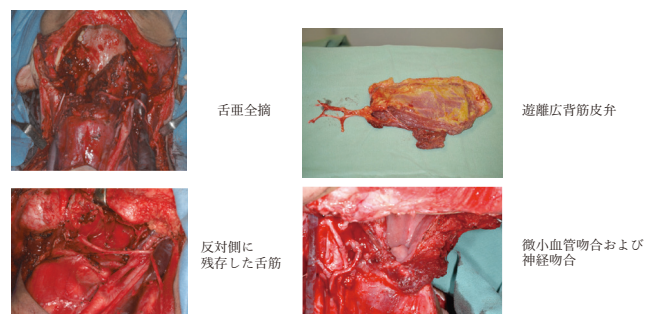 舌亜全摘
遊離広背筋皮弁
反対側に
残存した舌筋
微小血管吻合および
神経吻合